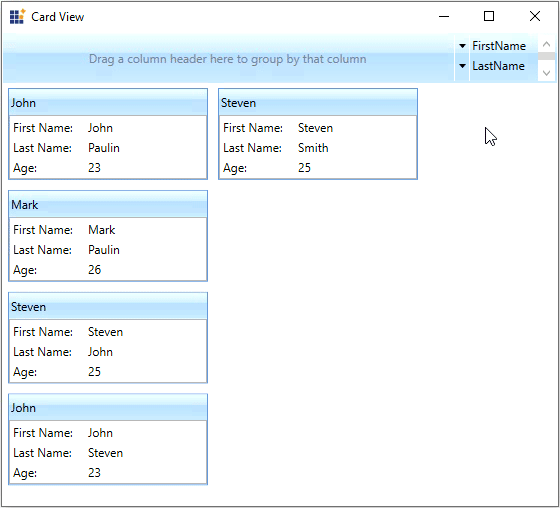 Card View
Drag a column header here to group by that column
FirstName
LastName
John
First Name: John
Last Name: Paulin
Age: 23
Steven
First Name: Steven
Last Name: Smith
Age: 25
Mark
First Name: Mark
Last Name: Paulin
Age: 26
Steven
First Name: Steven
Last Name: John
Age: 25
John
First Name: John
Last Name: Steven
Age: 23